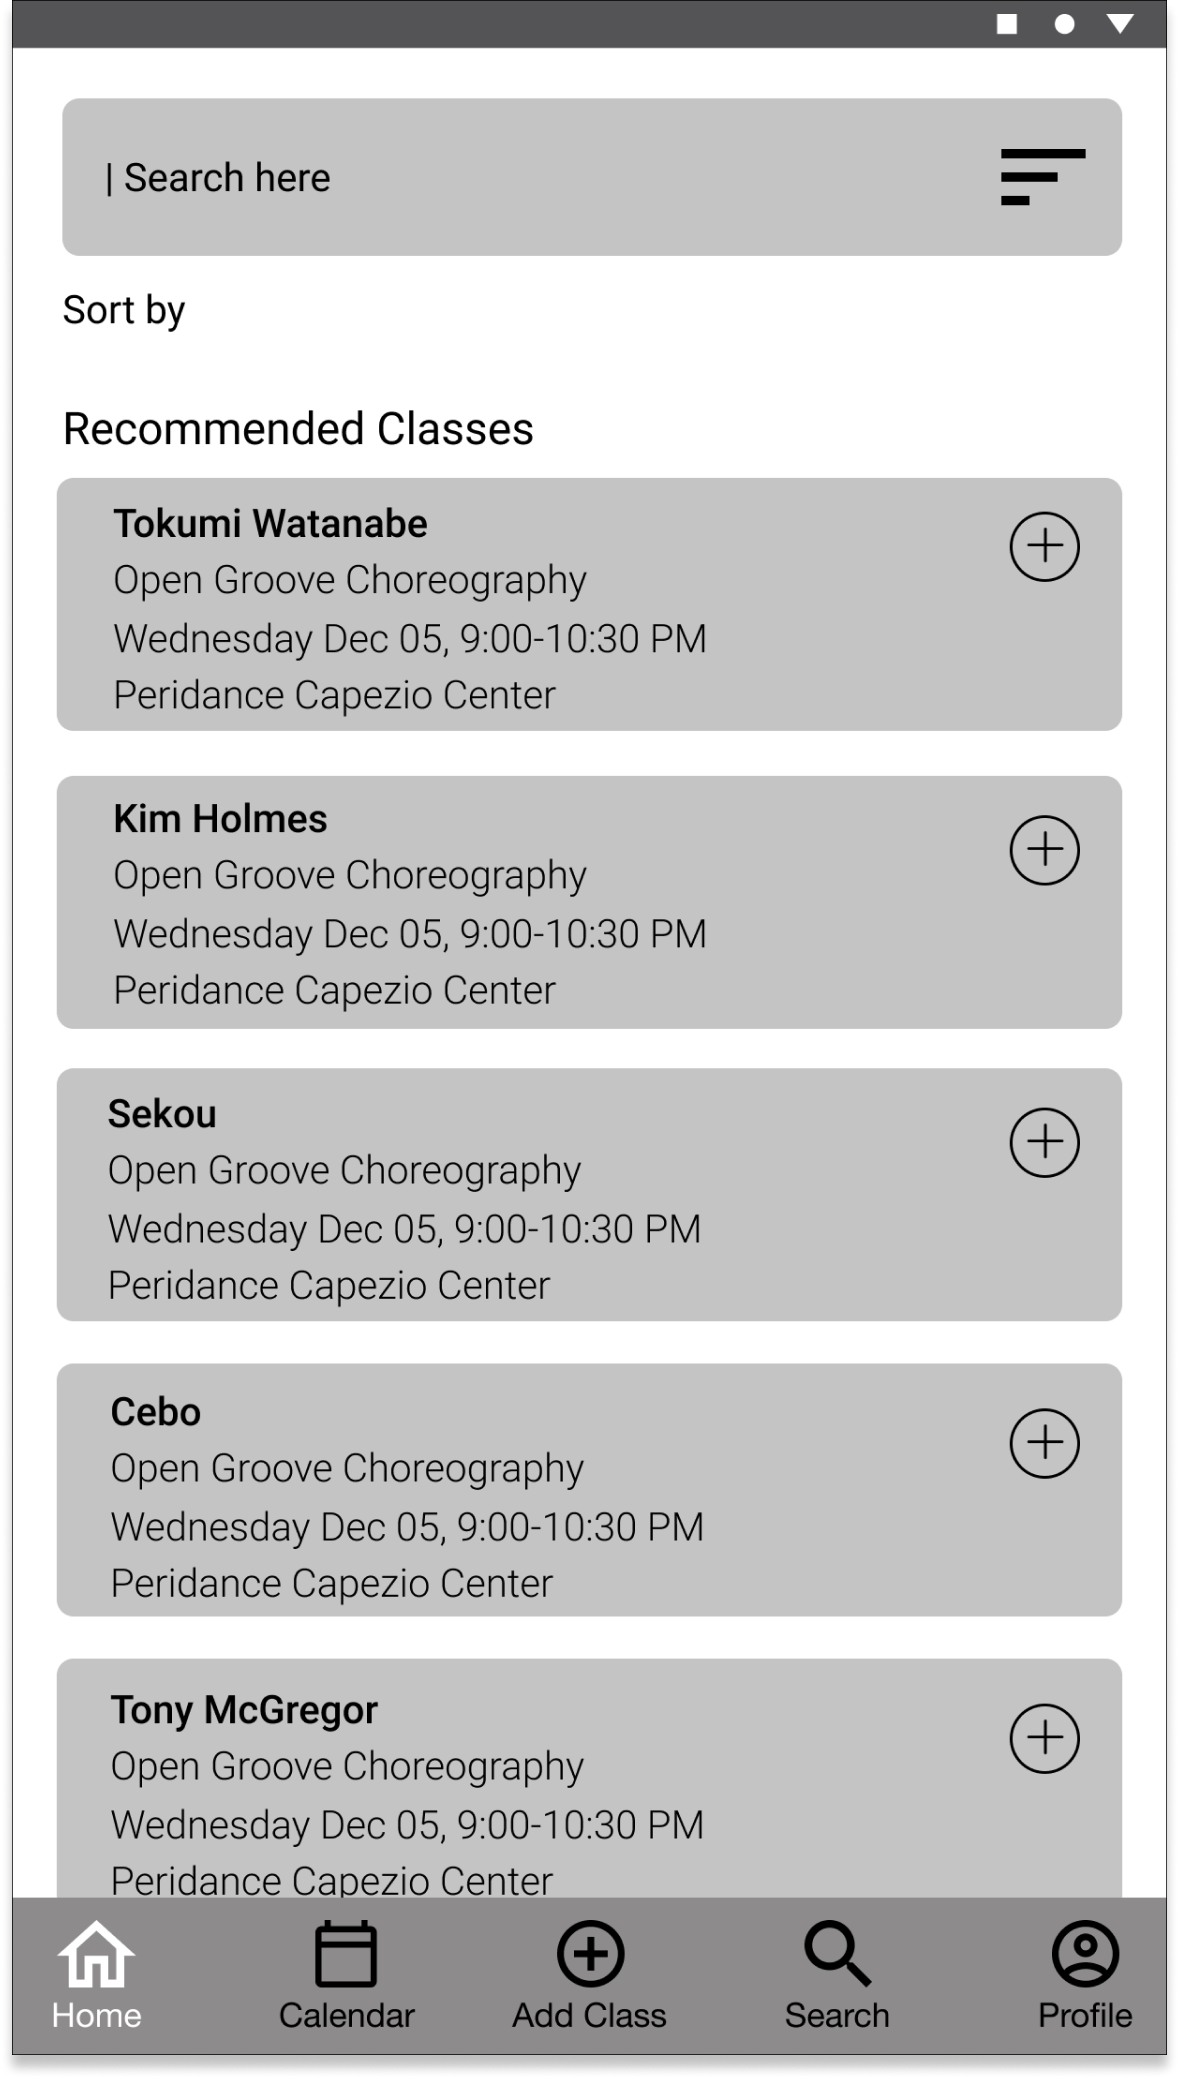 | Search here
Sort by
Recommended Classes
Tokumi Watanabe
Open Groove Choreography
Wednesday Dec 05, 9:00-10:30 PM
Peridance Capezio Center
Kim Holmes
Open Groove Choreography
Wednesday Dec 05, 9:00-10:30 PM
Peridance Capezio Center
Sekou
Open Groove Choreography
Wednesday Dec 05, 9:00-10:30 PM
Peridance Capezio Center
Cebo
Open Groove Choreography
Wednesday Dec 05, 9:00-10:30 PM
Peridance Capezio Center
Tony McGregor
Open Groove Choreography
Wednesday Dec 05, 9:00-10:30 PM
Peridance Capezio Center
Home Calendar Add Class Search Profile